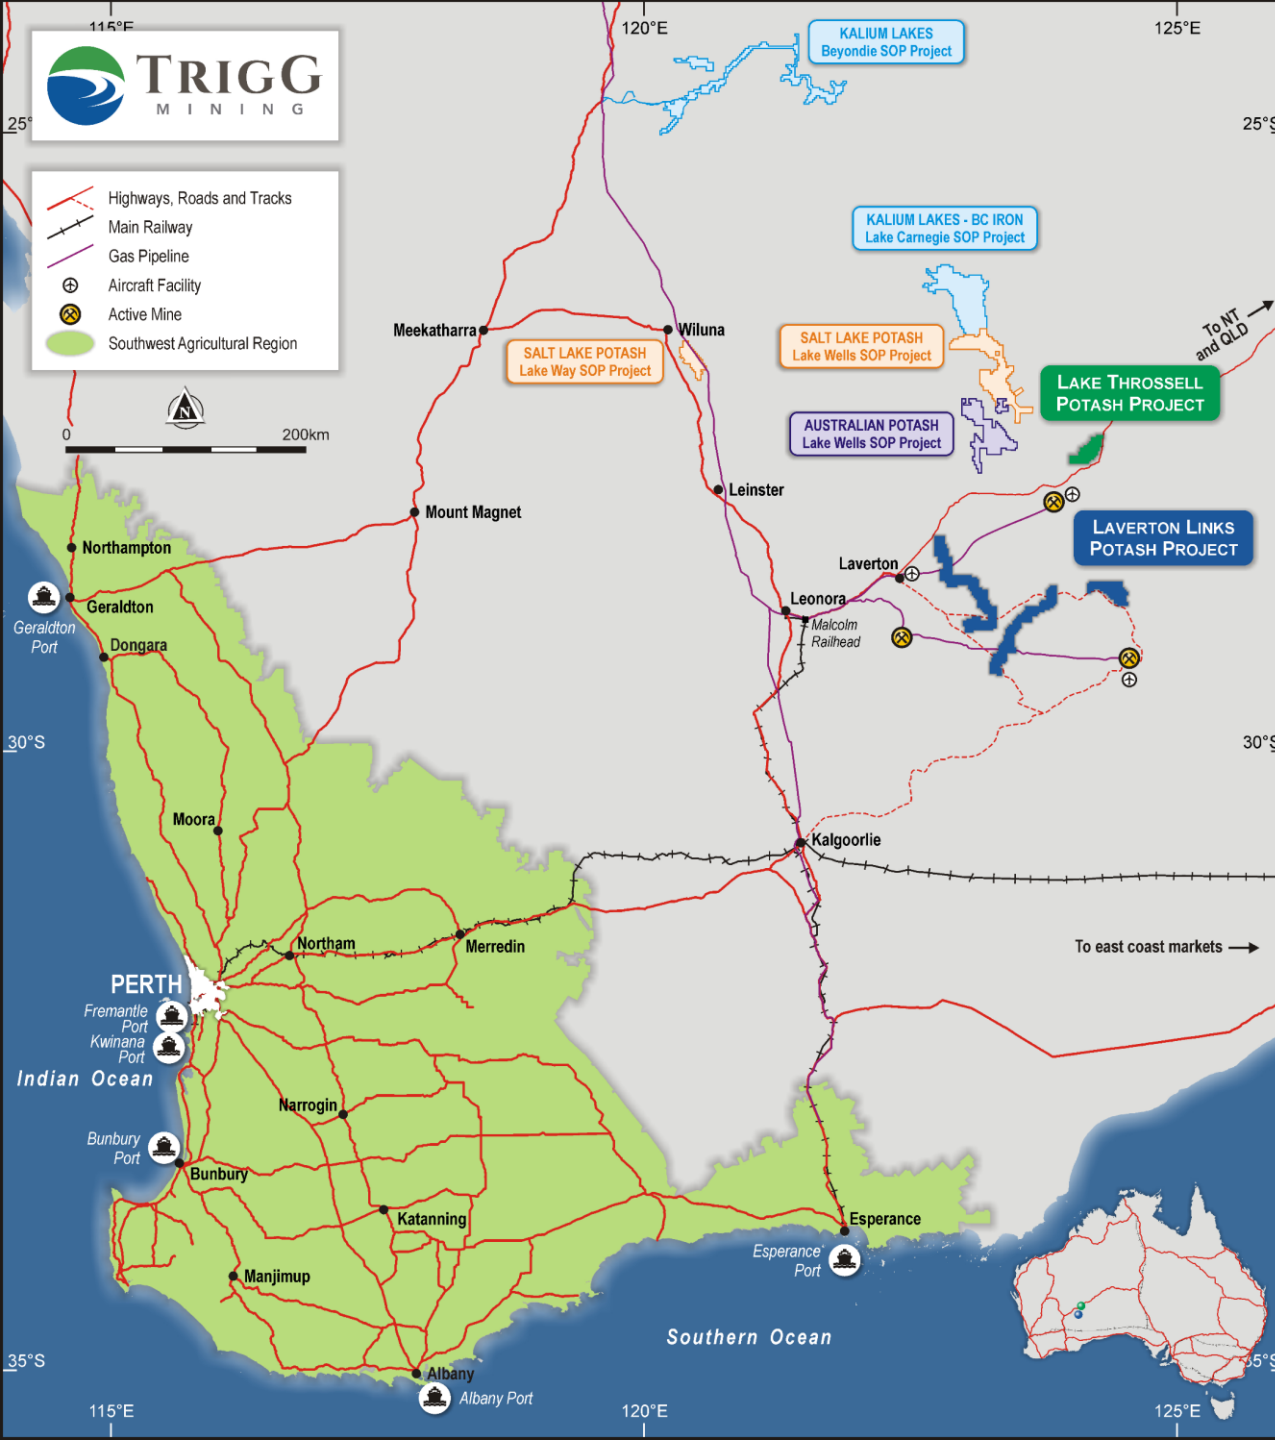 115°E
120°E
125°E
TRIGG
MINING
KALIUM LAKES
Beyondie SOP Project
25°
25°S
Highways, Roads and Tracks
Main Railway
Gas Pipeline
Aircraft Facility
Active Mine
Southwest Agricultural Region
KALIUM LAKES - BC IRON
Lake Carnegie SOP Project
To NT
and QLD
Meekatharra
Wiluna
SALT LAKE POTASH
Lake Way SOP Project
SALT LAKE POTASH
Lake Wells SOP Project
LAKE THROSSELL
POTASH PROJECT
AUSTRALIAN POTASH
Lake Wells SOP Project
N
0
200km
Leinster
Mount Magnet
LAVERTON LINKS
POTASH PROJECT
Northampton
Laverton
Geraldton
Geraldton
Port
Leonora
Malcolm
Railhead
Dongara
30°S
30°S
Moora
Kalgoorlie
Northam
Merredin
To east coast markets
PERTH
Fremantle
Port
Kwinana
Port
Indian Ocean
Narrogin
Bunbury
Port
Bunbury
Katanning
Esperance
Esperance
Port
Manjimup
Southern Ocean
35°S
35°S
Albany
Albany Port
115°E
120°E
125°E